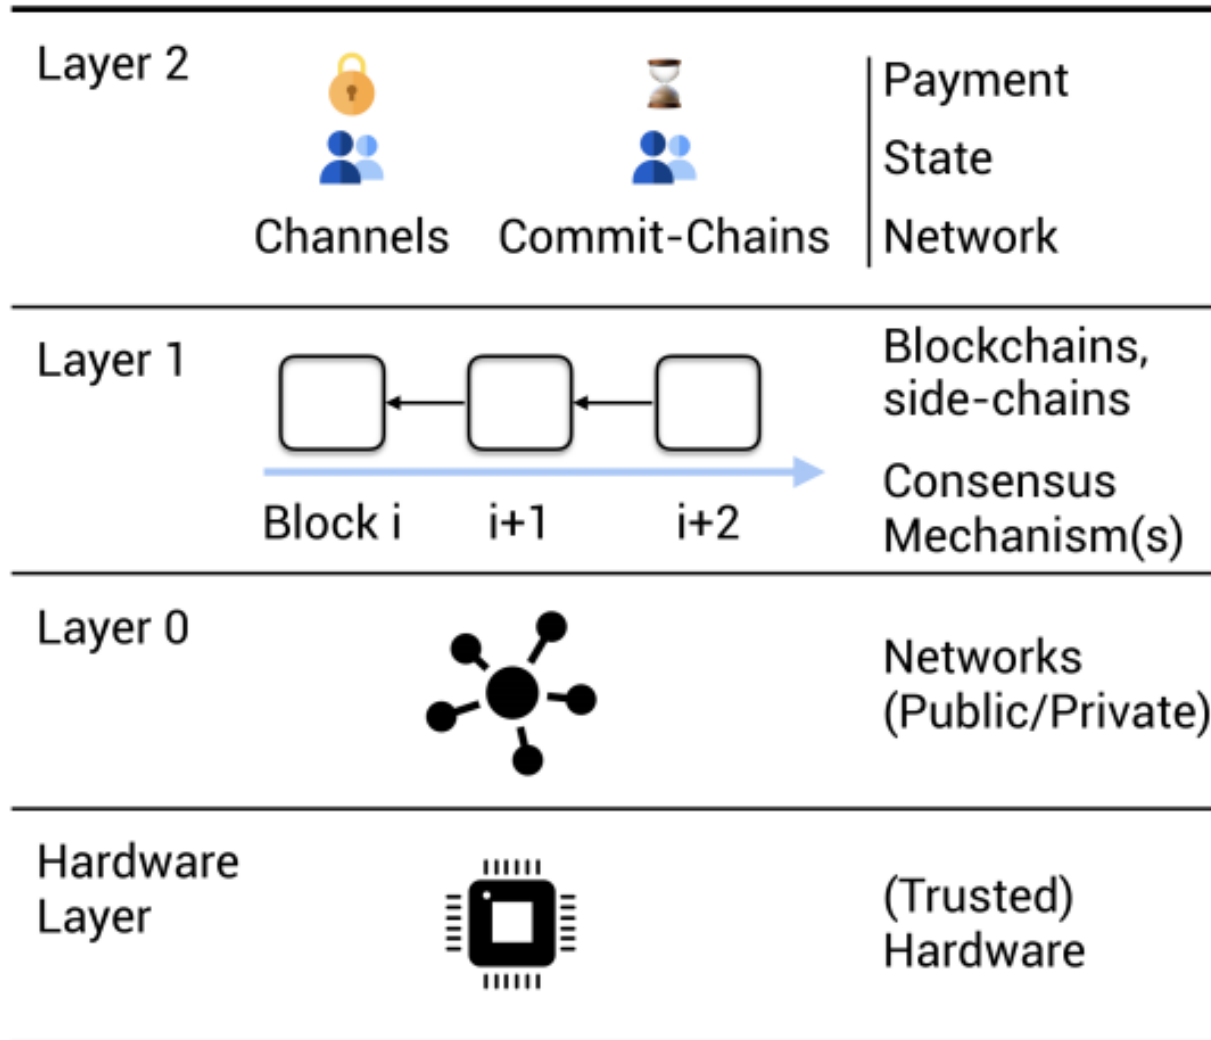 Layer 2
Channels
Commit-Chains
Payment
State
Network
Layer 1
Block i
i+1
i+2
Blockchains,
side-chains
Consensus
Mechanism(s)
Layer 0
Networks
(Public/Private)
Hardware
Layer
(Trusted)
Hardware